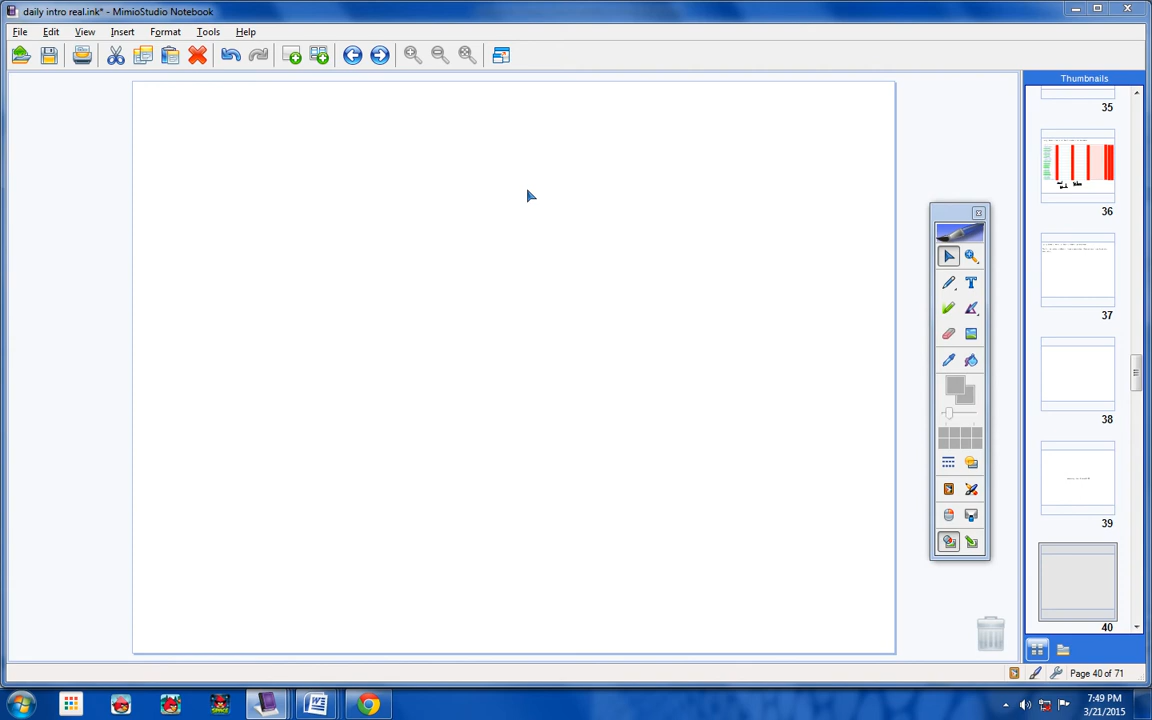 daily intro real.ink* - MimioStudio Notebook
File Edit View Insert Format Tools Help
Thumbnails
35
36
37
38
39
40
T
Page 40 of 71
7:49 PM
3/21/2015